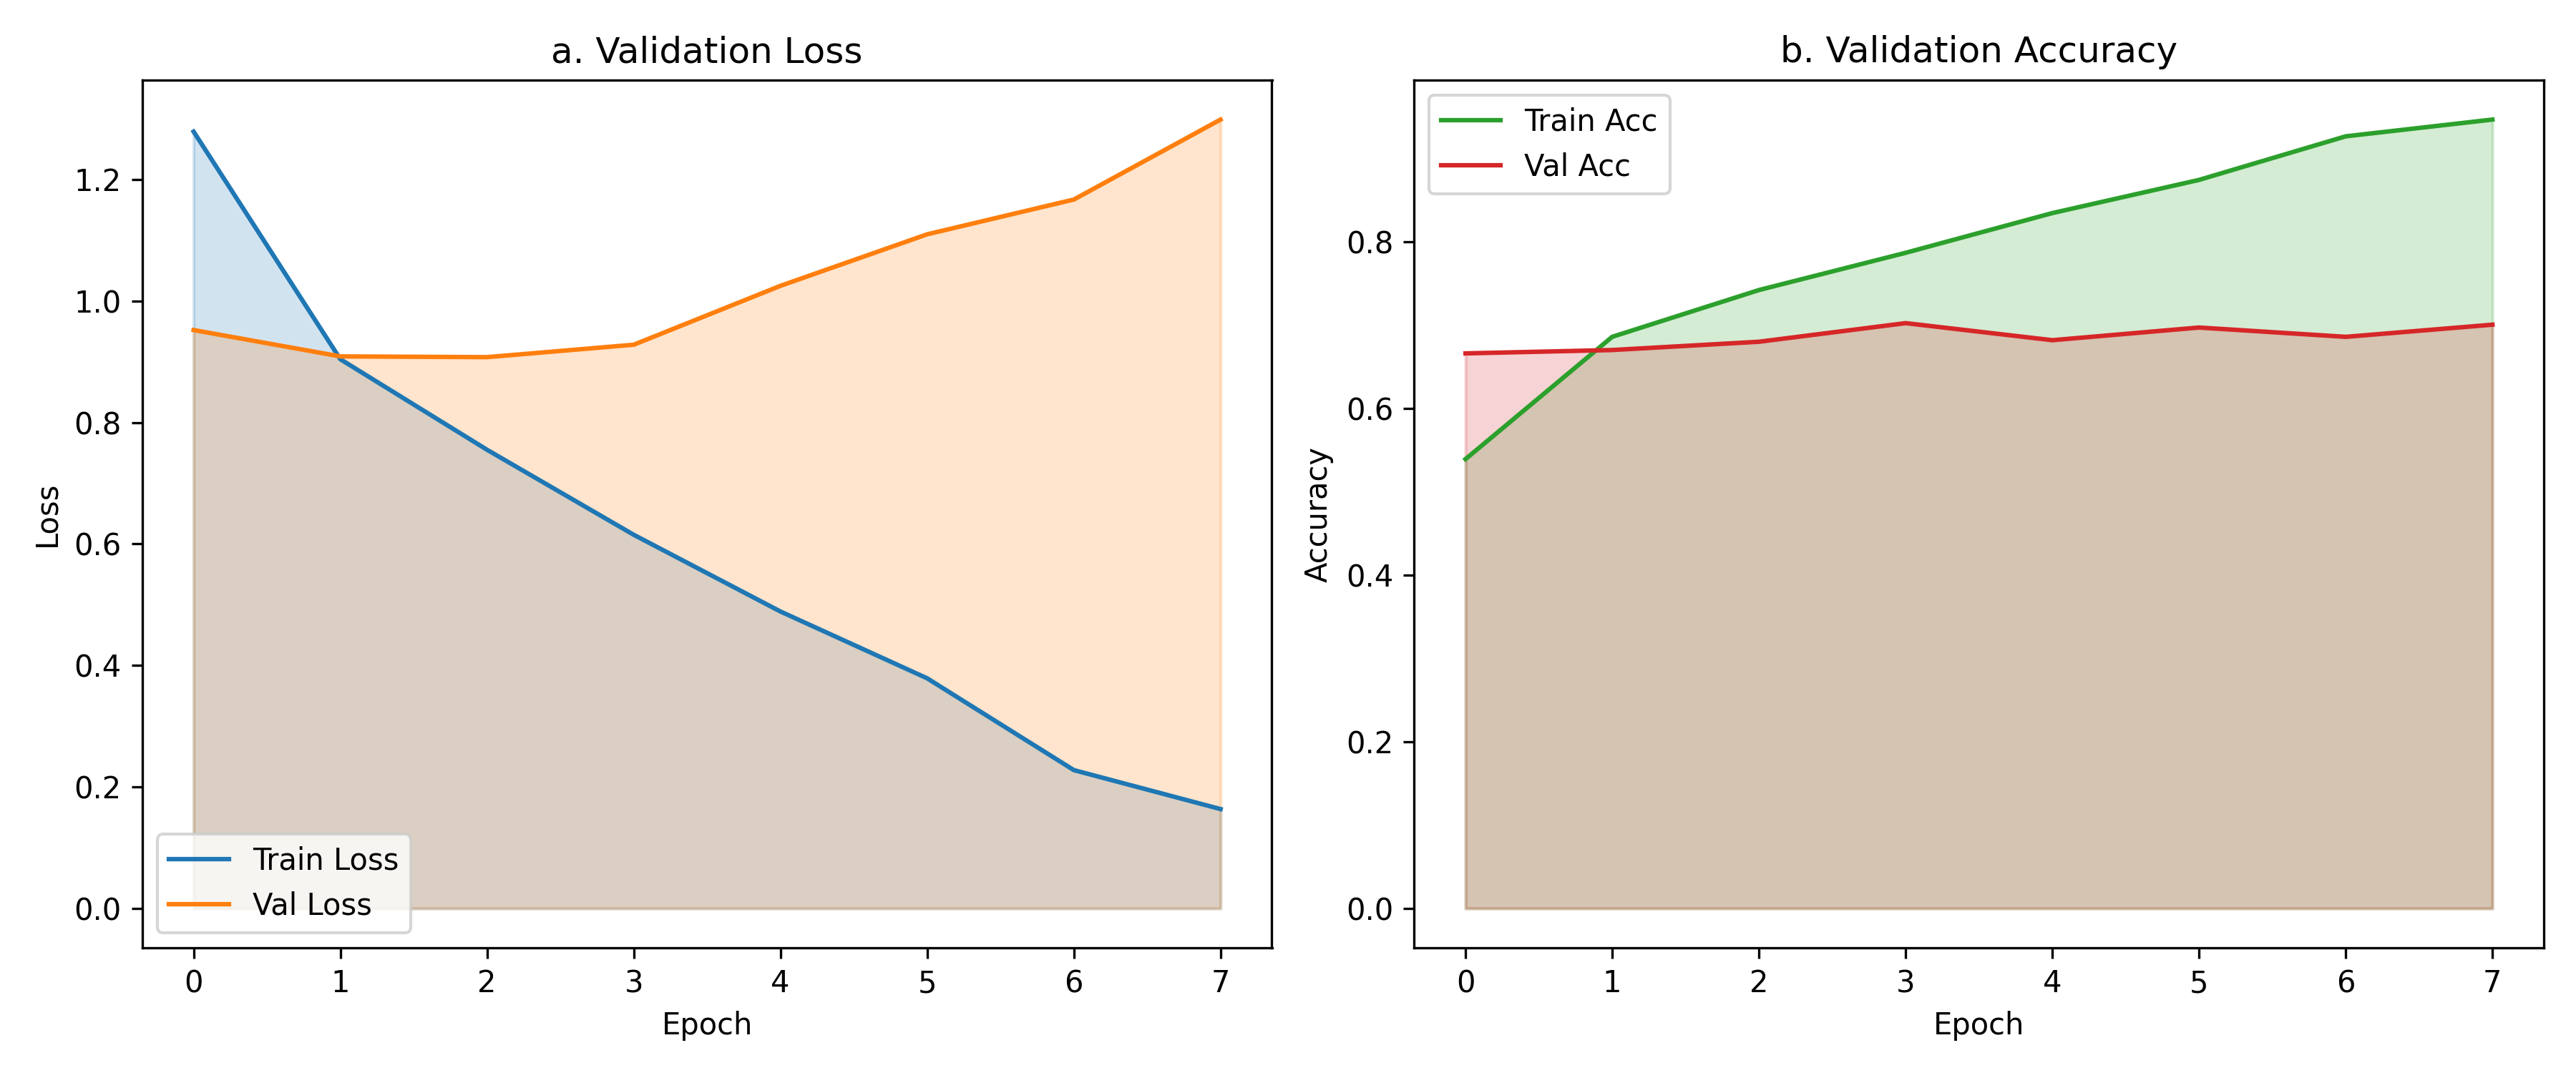 a. Validation Loss
1.2
1.0
0.8
0.6
0.4
0.2
0.0
Loss
Train Loss
Val Loss
0 1 2 3 4 5 6 7
Epoch
b. Validation Accuracy
Train Acc
Val Acc
0.8
0.6
0.4
0.2
0.0
Accuracy
0 1 2 3 4 5 6 7
Epoch